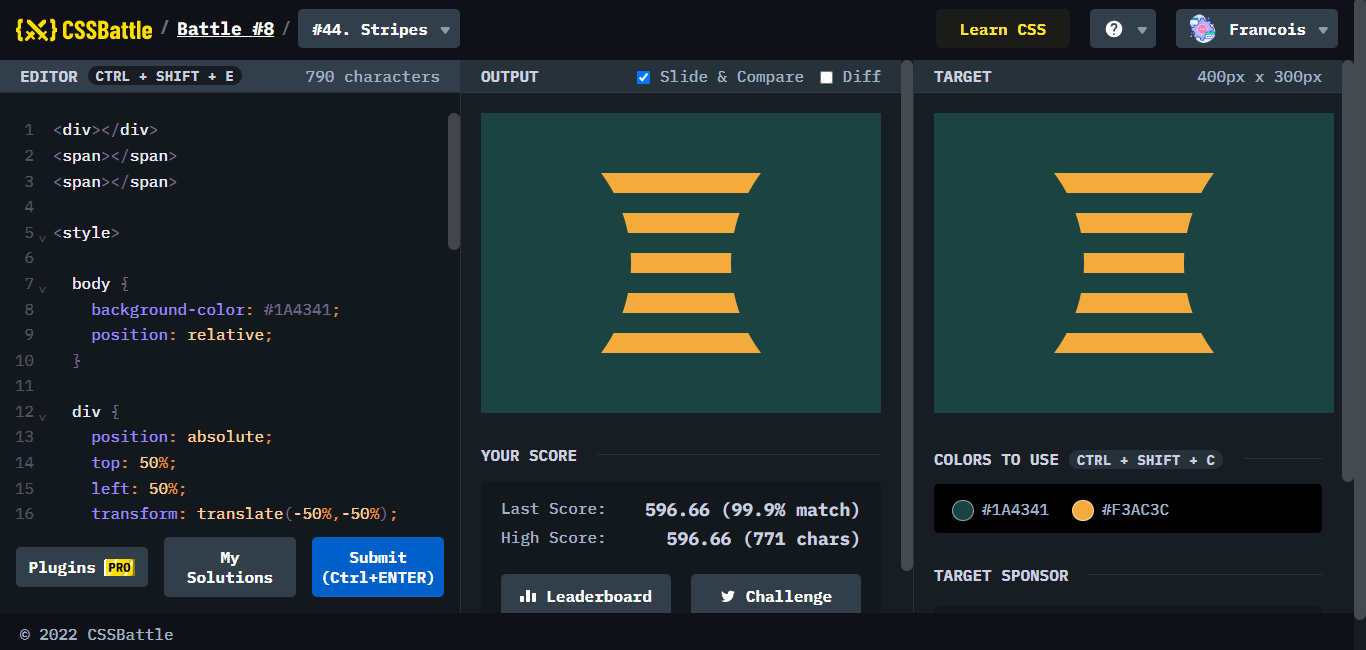 {X} CSSBattle / Battle #8 / #44. Stripes
Learn CSS
?
Francois
EDITOR CTRL + SHIFT + E 790 characters
1 <div></div>
2 <span></span>
3 <span></span>
4
5 <style>
6
7 body {
8 background-color: #1A4341;
9 position: relative;
10 }
11
12 div {
13 position: absolute;
14 top: 50%;
15 left: 50%;
16 transform: translate(-50%,-50%);
Plugins PRO
My Solutions
Submit (Ctrl+ENTER)
OUTPUT Slide & Compare Diff
YOUR SCORE
Last Score: 596.66 (99.9% match)
High Score: 596.66 (771 chars)
Leaderboard
Challenge
TARGET 400px x 300px
COLORS TO USE CTRL + SHIFT + C
#1A4341 #F3AC3C
TARGET SPONSOR
© 2022 CSSBattle